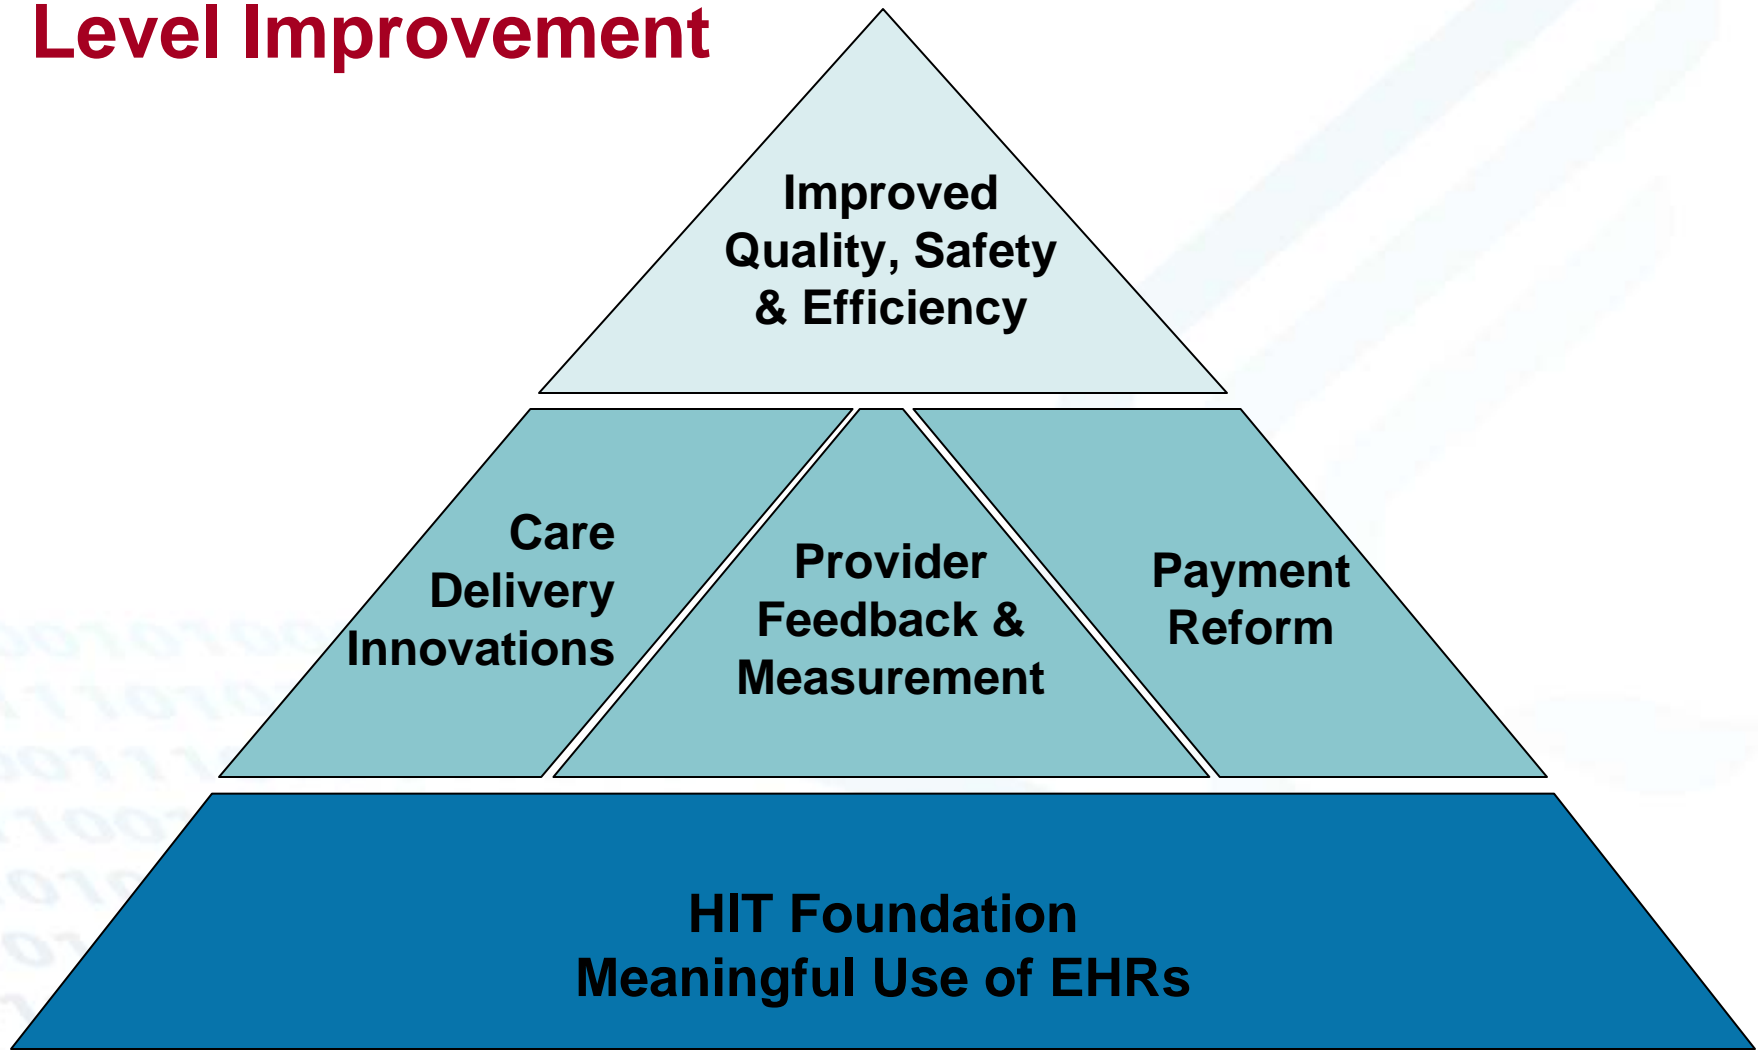 Level Improvement
Improved
Quality, Safety
& Efficiency
Care
Delivery
Innovations
Provider
Feedback &
Measurement
Payment
Reform
HIT Foundation
Meaningful Use of EHRs